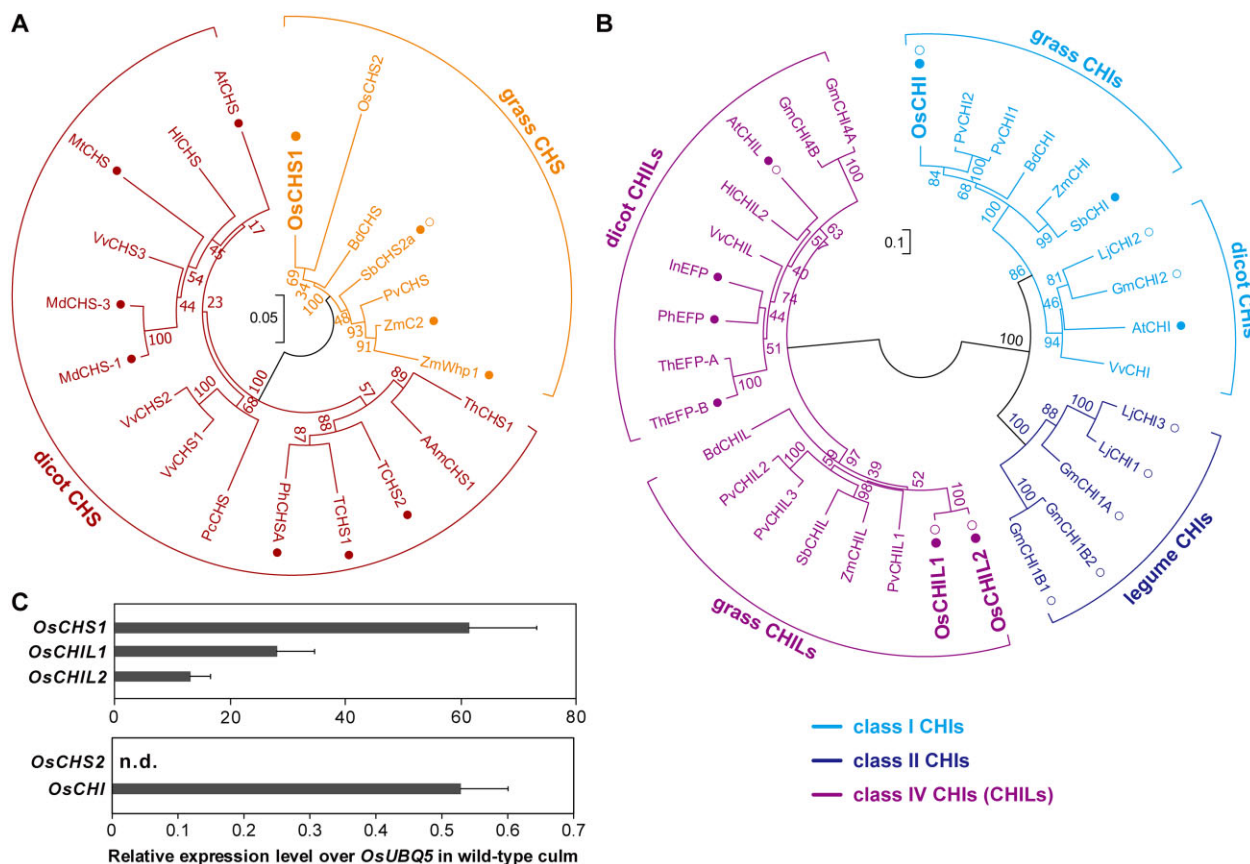 A
AtCHS
HlCHS
MtCHS
VvCHS3
MdCHS-3
MdCHS-1
VvCHS2
VvCHS1
PcCHS
PhCHSA
TCHS1
TCHS2
AAmCHS1
ThCHS1
dicot CHS
OsCHS1
OsCHS2
BdCHS
SbCHS2a
PvCHS
ZmC2
ZmWhp1
grass CHS
17
45
54
44
23
100
100
68
100
57
89
88
87
69
34
100
48
93
91
0.05
B
grass CHIs
OsCHI
PvCHI2
PvCHI1
BdCHI
ZmCHI
SbCHI
84
68
100
100
99
dicot CHIs
LjCHI2
GmCHI2
AtCHI
VvCHI
86
81
46
94
100
legume CHIs
LjCHI3
LjCHI1
GmCHI1A
GmCHI1B2
GmCHI1B1
100
88
100
100
dicot CHILs
GmCHI4A
GmCHI4B
AtCHIL
HlCHIL2
VvCHIL
InEFP
PhEFP
ThEFP-A
ThEFP-B
100
63
57
40
74
44
51
100
0.1
grass CHILs
BdCHIL
PvCHIL2
PvCHIL3
SbCHIL
ZmCHIL
PvCHIL1
OsCHIL1
OsCHIL2
97
59
100
98
39
52
100
class I CHIs
class II CHIs
class IV CHIs (CHILs)
C
OsCHS1
OsCHIL1
OsCHIL2
0 20 40 60 80
OsCHS2 n.d.
OsCHI
0 0.1 0.2 0.3 0.4 0.5 0.6 0.7
Relative expression level over OsUBQ5 in wild-type culm